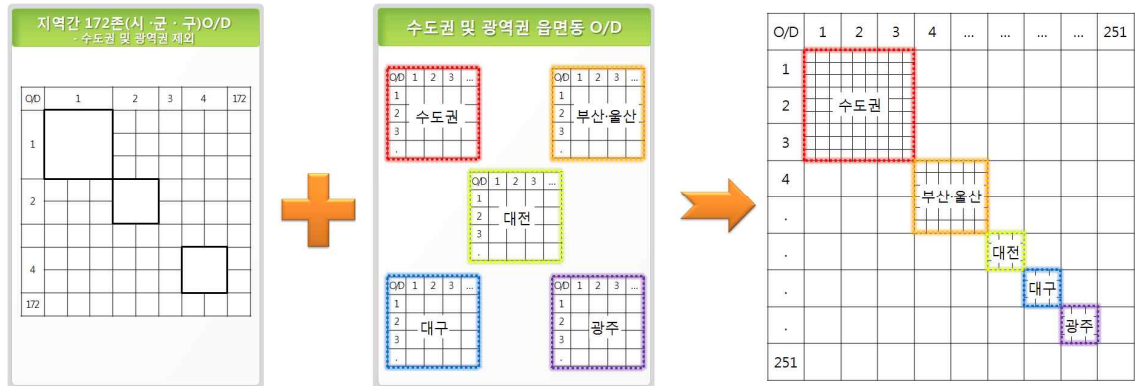 지역간 172존(시 ·군 · 구)O/D
- 수도권 및 광역권 제외
O/D 1 2 3 4 172
1
2
4
172
수도권 및 광역권 읍면동 O/D
O/D 1 2 3 ...
1
2
3
.
수도권
O/D 1 2 3 ...
1
2
3
.
부산·울산
O/D 1 2 3 ...
1
2
3
.
대전
O/D 1 2 3 ...
1
2
3
.
대구
O/D 1 2 3 ...
1
2
3
.
광주
O/D 1 2 3 4 ... ... ... ... 251
1
2 수도권
3
4
. 부산·울산
. 대전
. 대구
. 광주
251